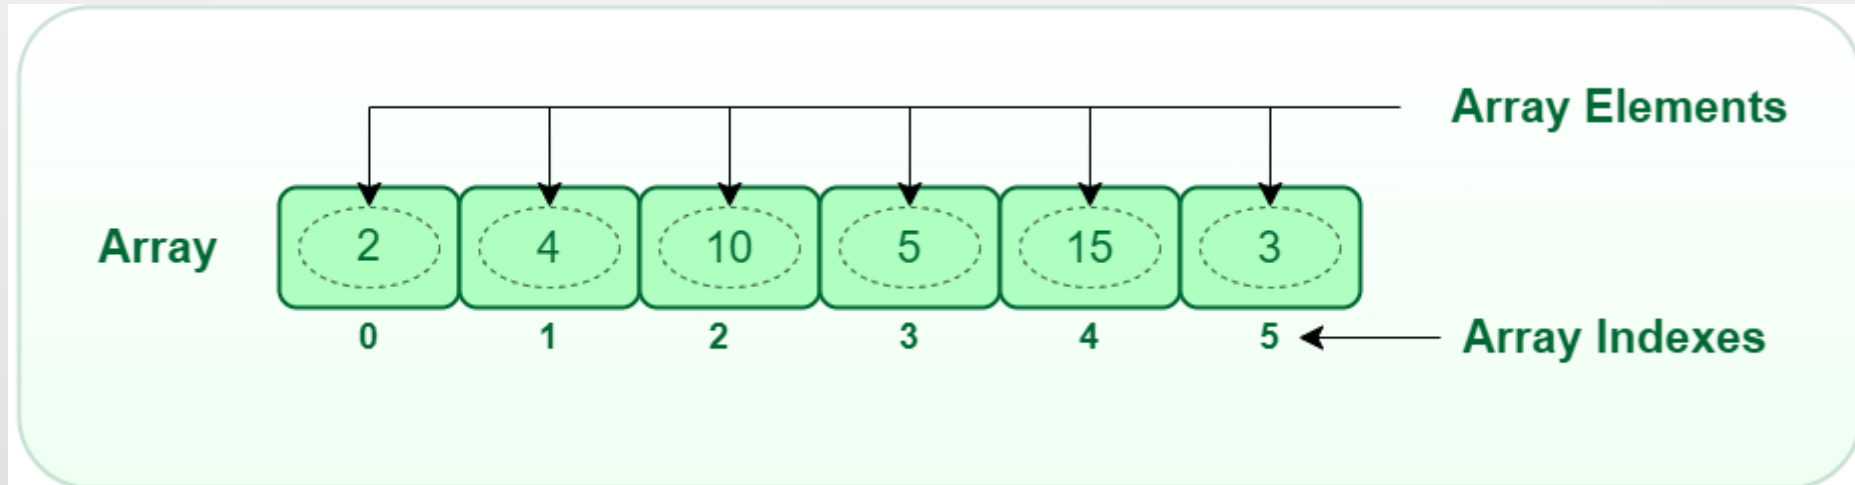 Array Elements
Array 2 4 10 5 15 3
0 1 2 3 4 5 Array Indexes